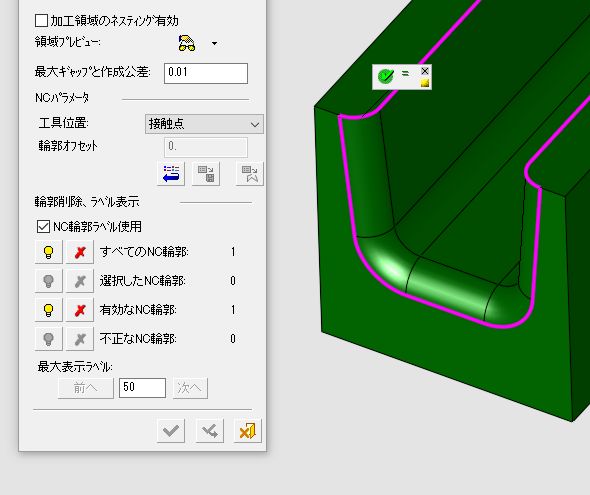 加工領域のネスティング有効
領域プレビュー:
最大ギャップと作成公差: 0.01
NCパラメータ
工具位置: 接触点
輪郭オフセット 0.
輪郭削除、ラベル表示
NC輪郭ラベル使用
すべてのNC輪郭: 1
選択したNC輪郭: 0
有効なNC輪郭: 1
不正なNC輪郭: 0
最大表示ラベル:
前へ 50 次へ